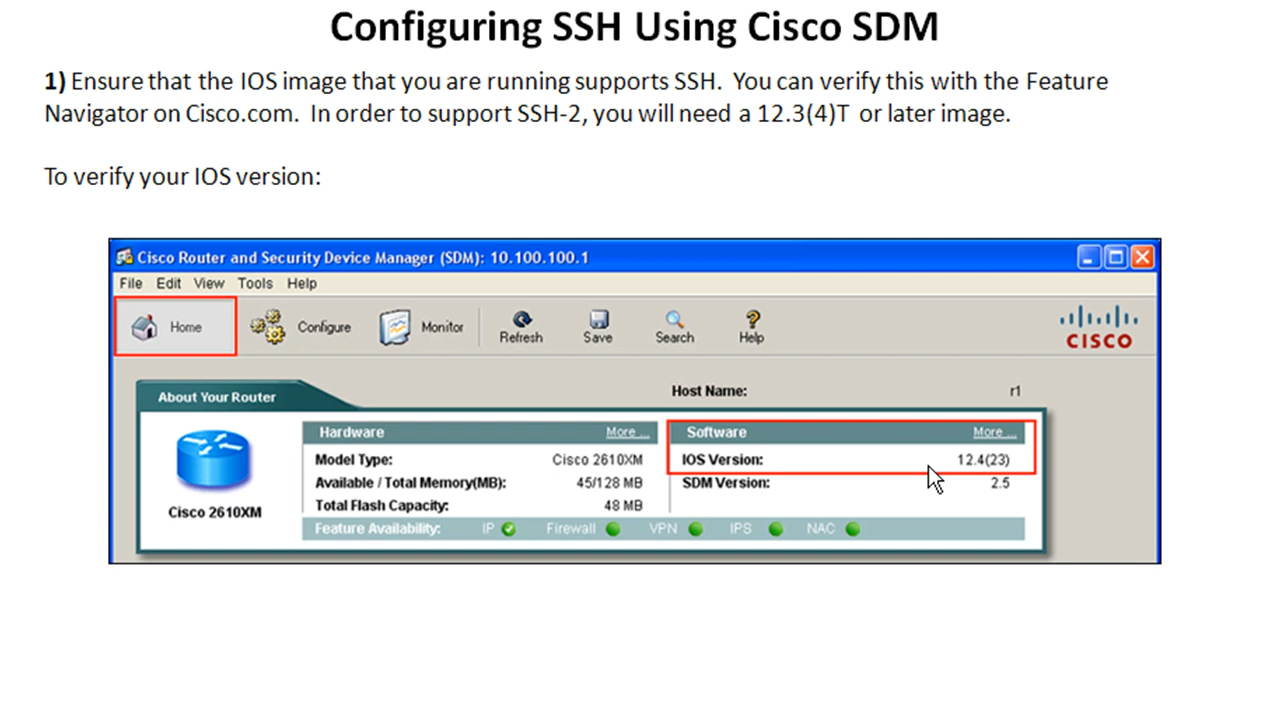 Configuring SSH Using Cisco SDM
1) Ensure that the IOS image that you are running supports SSH.  You can verify this with the Feature
Navigator on Cisco.com.  In order to support SSH-2, you will need a 12.3(4)T or later image.
To verify your IOS version:
Cisco Router and Security Device Manager (SDM): 10.100.100.1
File Edit View Tools Help
Home Configure Monitor Refresh Save Search Help
CISCO
About Your Router Host Name: r1
Hardware More ... Software More ...
Model Type: Cisco 2610XM IOS Version: 12.4(23)
Available / Total Memory(MB): 45/128 MB SDM Version: 2.5
Total Flash Capacity: 48 MB
Cisco 2610XM
Feature Availability: IP Firewall VPN IPS NAC